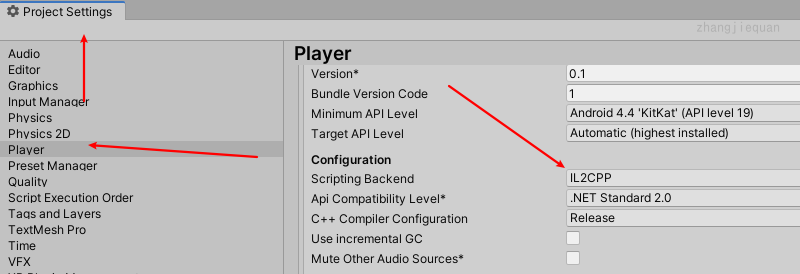 Project Settings
zhangjiequan
Audio
Editor
Graphics
Input Manager
Physics
Physics 2D
Player
Preset Manager
Quality
Script Execution Order
Tags and Layers
TextMesh Pro
Time
VFX
Player
Version* 0.1
Bundle Version Code 1
Minimum API Level Android 4.4 'KitKat' (API level 19)
Target API Level Automatic (highest installed)
Configuration
Scripting Backend IL2CPP
Api Compatibility Level* .NET Standard 2.0
C++ Compiler Configuration Release
Use incremental GC
Mute Other Audio Sources*